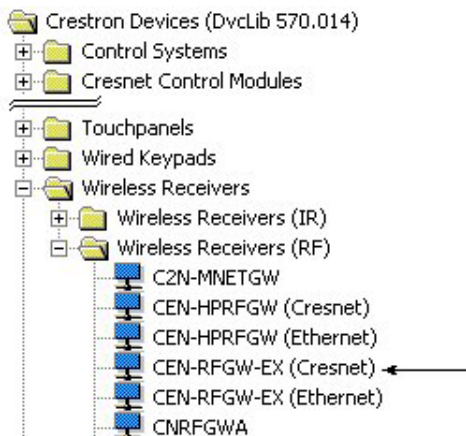 Crestron Devices (DvcLib 570.014)
Control Systems
Cresnet Control Modules
Touchpanels
Wired Keypads
Wireless Receivers
Wireless Receivers (IR)
Wireless Receivers (RF)
C2N-MNETGW
CEN-HPRFGW (Cresnet)
CEN-HPRFGW (Ethernet)
CEN-RFGW-EX (Cresnet)
CEN-RFGW-EX (Ethernet)
CNRFGWA